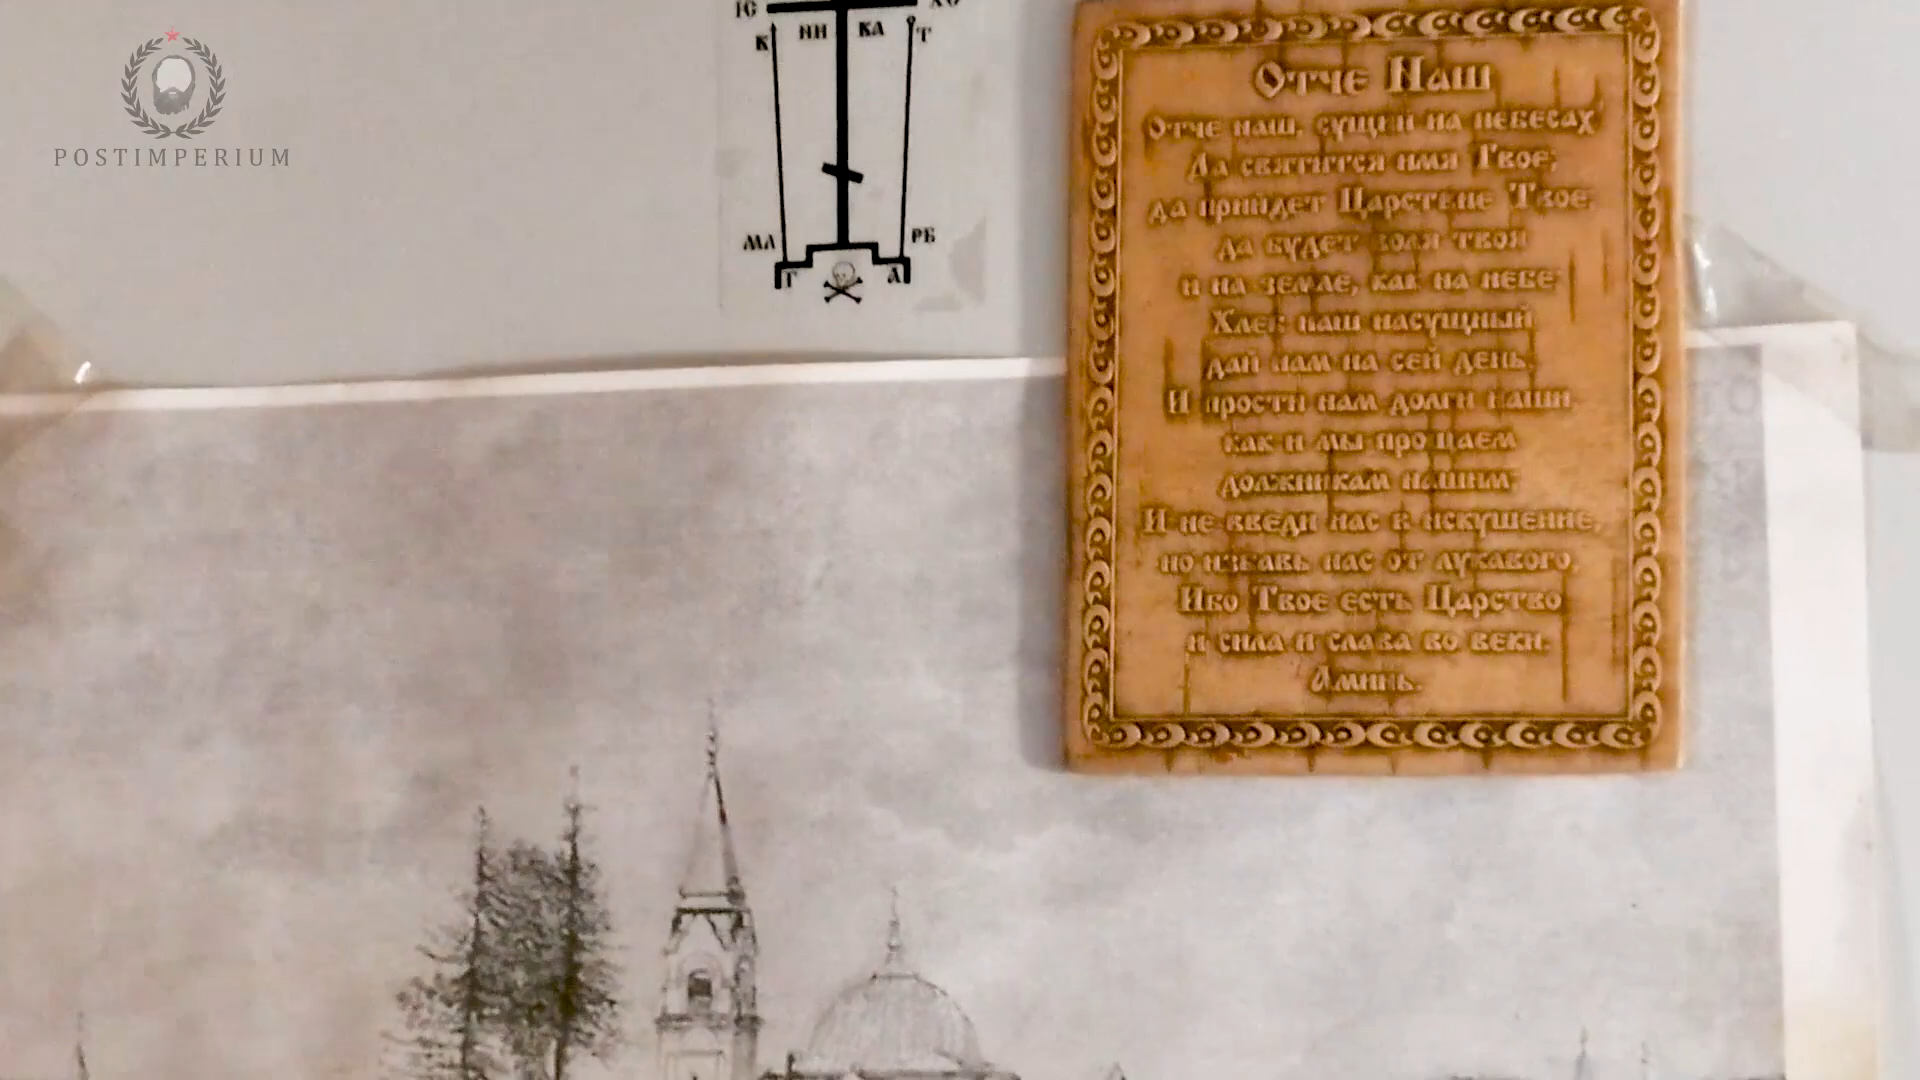 IC ХС
К НИ КА Т
МЛ РБ
Г А
POSTIMPERIUM
Отче Наш
Отче наш, сущий на небесах
Да святится имя Твое;
да приидет Царствие Твое;
да будет воля твоя
и на земле, как на небе
Хлеб наш насущный
дай нам на сей день.
И прости нам долги наши,
как и мы прощаем
должникам нашим;
И не введи нас в искушение,
но избавь нас от лукавого,
Ибо Твое есть Царство
и сила и слава во веки.
Аминь.